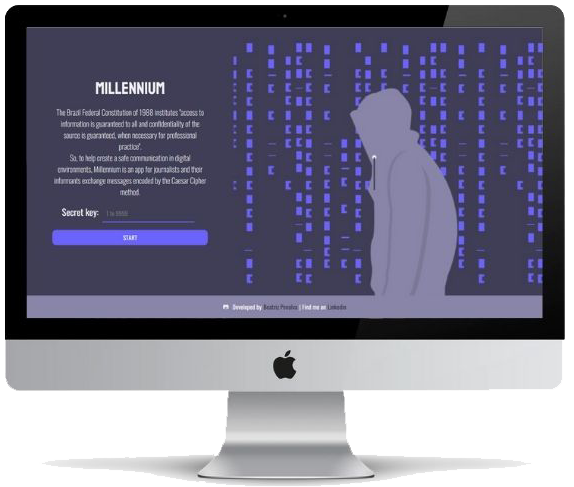 MILLENNIUM
The Brazil Federal Constitution of 1988 institutes "access to
information is guaranteed to all and confidentiality of the
source is guaranteed, when necessary for professional
practice".
So, to help create a safe communication in digital
environments, Millennium is an app for journalists and their
informants exchange messages encoded by the Caesar Cipher
method.
Secret key: 1 to
START
Developed by Beatriz | Find me on Linkedin